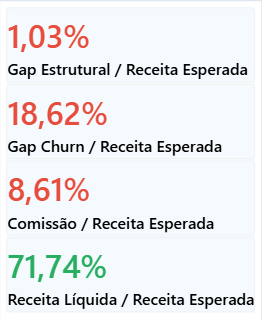 1,03%
Gap Estrutural / Receita Esperada
18,62%
Gap Churn / Receita Esperada
8,61%
Comissão / Receita Esperada
71,74%
Receita Líquida / Receita Esperada